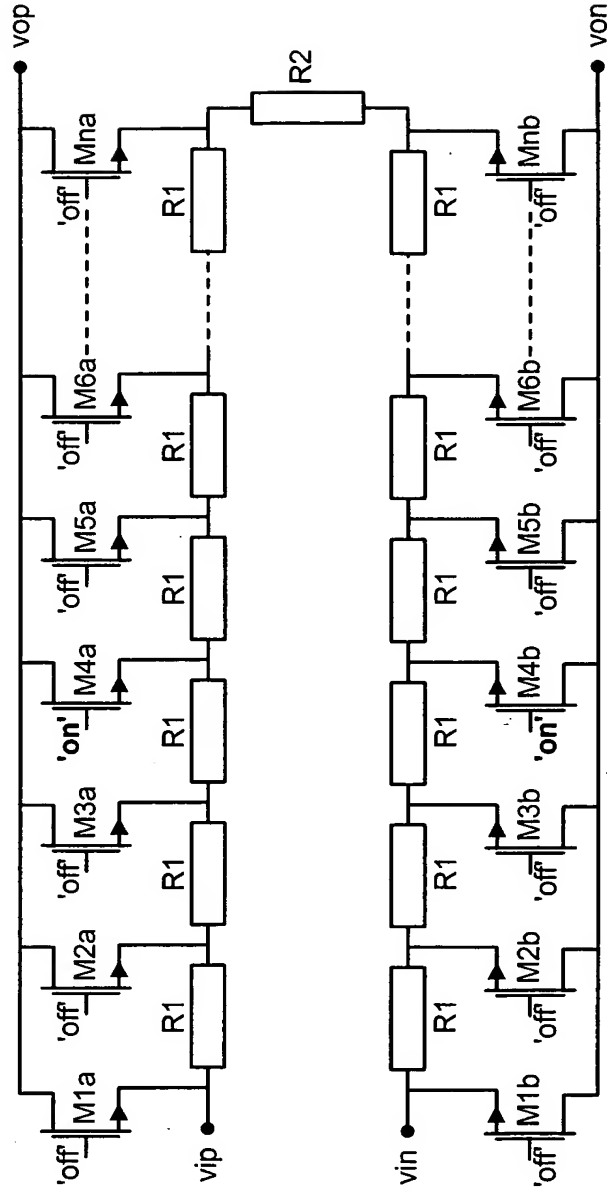 vop
M1a
M2a
M3a
M4a
M5a
M6a
Mna
'off'
'off'
'off'
'on'
'off'
'off'
'off'
R1
R1
R1
R1
R1
R1
vip
R2
vin
R1
R1
R1
R1
R1
R1
M1b
M2b
M3b
M4b
M5b
M6b
Mnb
'off'
'off'
'off'
'on'
'off'
'off'
'off'
von